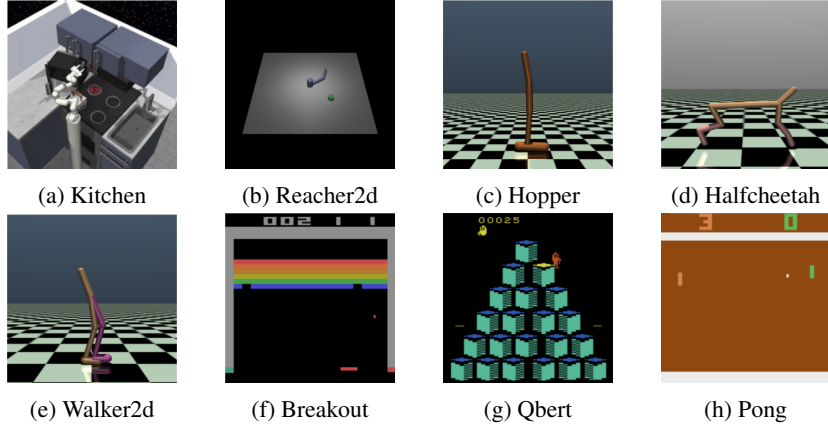 (a) Kitchen
(b) Reacher2d
(c) Hopper
(d) Halfcheetah
002 1 1
00025
3 0
(e) Walker2d
(f) Breakout
(g) Qbert
(h) Pong